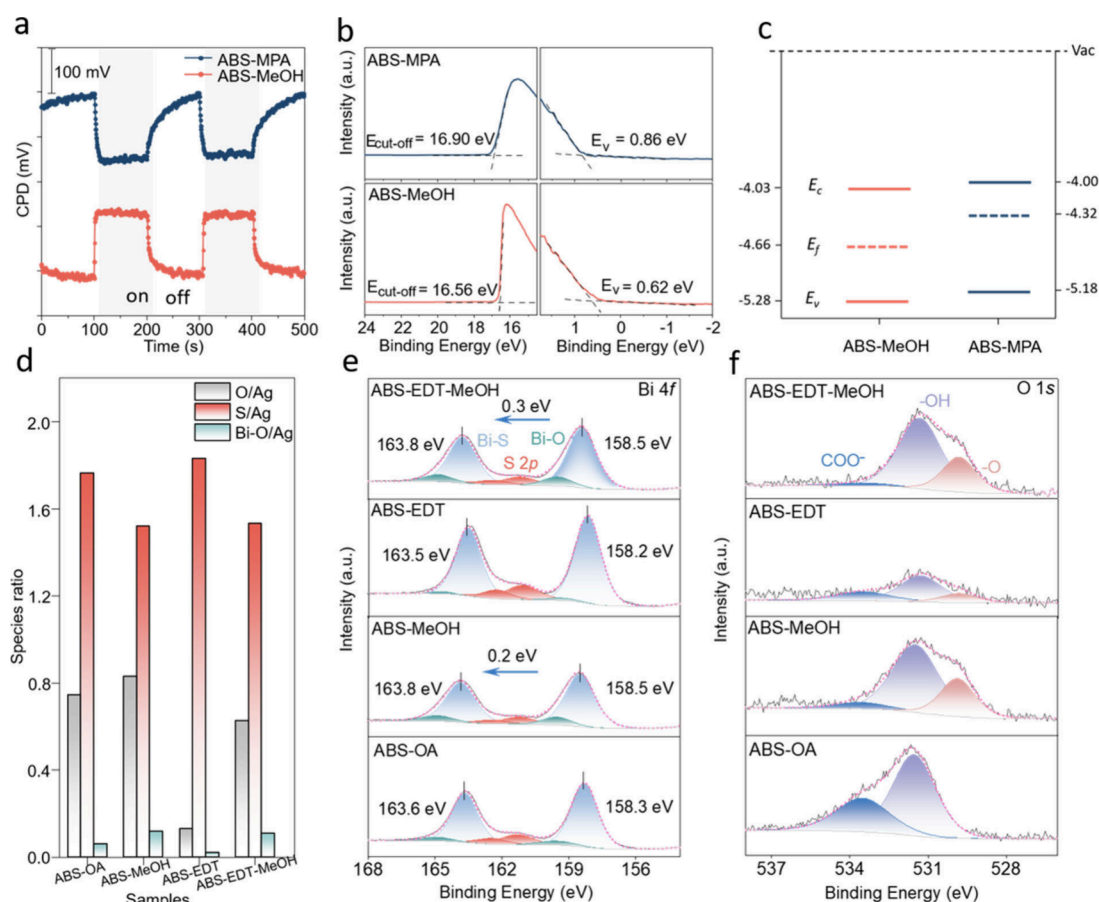 a
100 mV
ABS-MPA
ABS-MeOH
CPD (mV)
on off
0 100 200 300 400 500
Time (s)
b
ABS-MPA
E_cut-off = 16.90 eV
E_v = 0.86 eV
Intensity (a.u.)
ABS-MeOH
E_cut-off = 16.56 eV
E_v = 0.62 eV
Intensity (a.u.)
24 22 20 18 16 1 0 -1 -2
Binding Energy (eV) Binding Energy (eV)
c
Vac
-4.03 E_c -4.00
-4.32
-4.66 E_f
-5.28 E_v -5.18
ABS-MeOH ABS-MPA
d
O/Ag
S/Ag
Bi-O/Ag
Species ratio
2.0
1.6
1.2
0.8
0.4
0.0
ABS-OA ABS-MeOH ABS-EDT ABS-EDT-MeOH
Samples
e
ABS-EDT-MeOH Bi 4f
0.3 eV
163.8 eV Bi-S Bi-O 158.5 eV
S 2p
ABS-EDT
163.5 eV 158.2 eV
Intensity (a.u.)
ABS-MeOH
0.2 eV
163.8 eV 158.5 eV
ABS-OA
163.6 eV 158.3 eV
168 165 162 159 156
Binding Energy (eV)
f
ABS-EDT-MeOH O 1s
-OH
COO⁻ -O
ABS-EDT
Intensity (a.u.)
ABS-MeOH
ABS-OA
537 534 531 528
Binding Energy (eV)